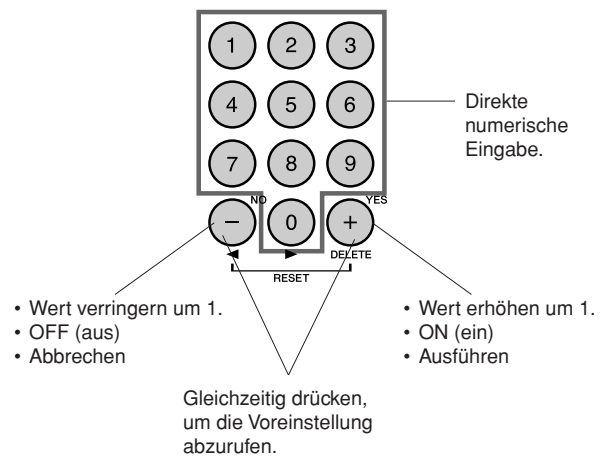 1 2 3
4 5 6
Direkte
numerische
Eingabe.
7 8 9
NO YES
− 0 +
◄ ► DELETE
RESET
• Wert verringern um 1.
• OFF (aus)
• Abbrechen
• Wert erhöhen um 1.
• ON (ein)
• Ausführen
Gleichzeitig drücken,
um die Voreinstellung
abzurufen.